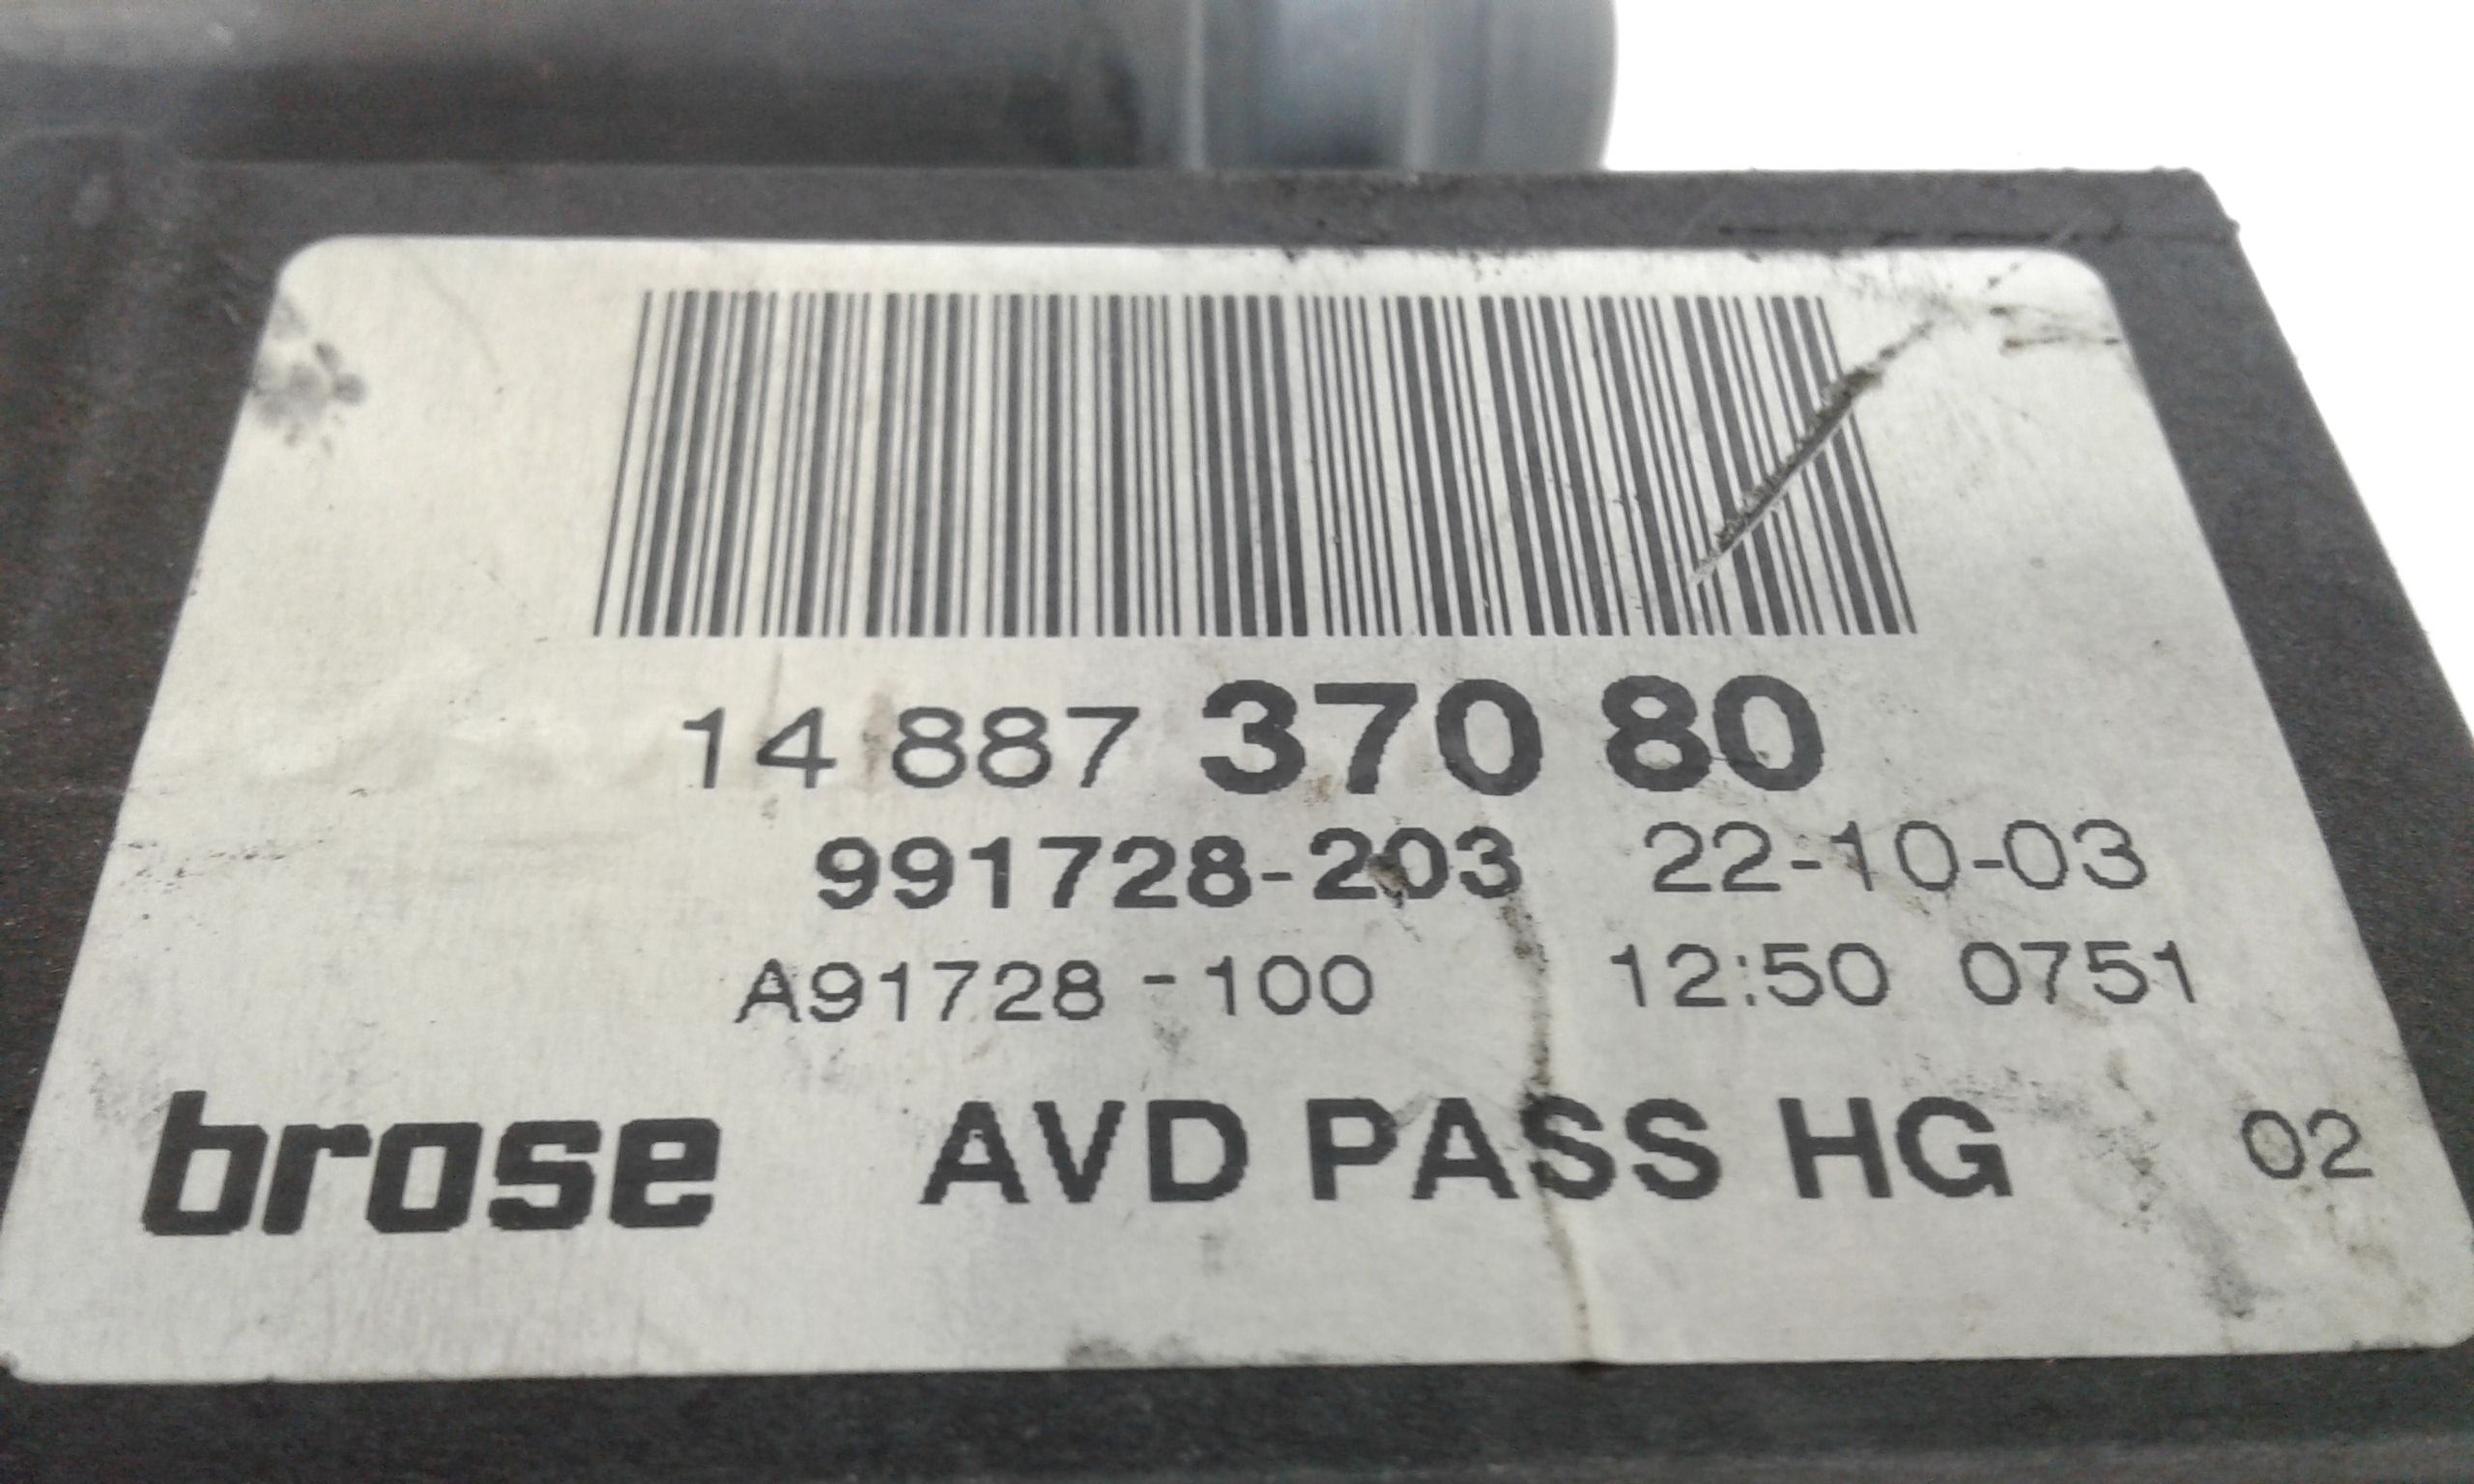 14 887 370 80
991728-203 22-10-03
A91728-100 12:50 0751
brose AVD PASS HG 02